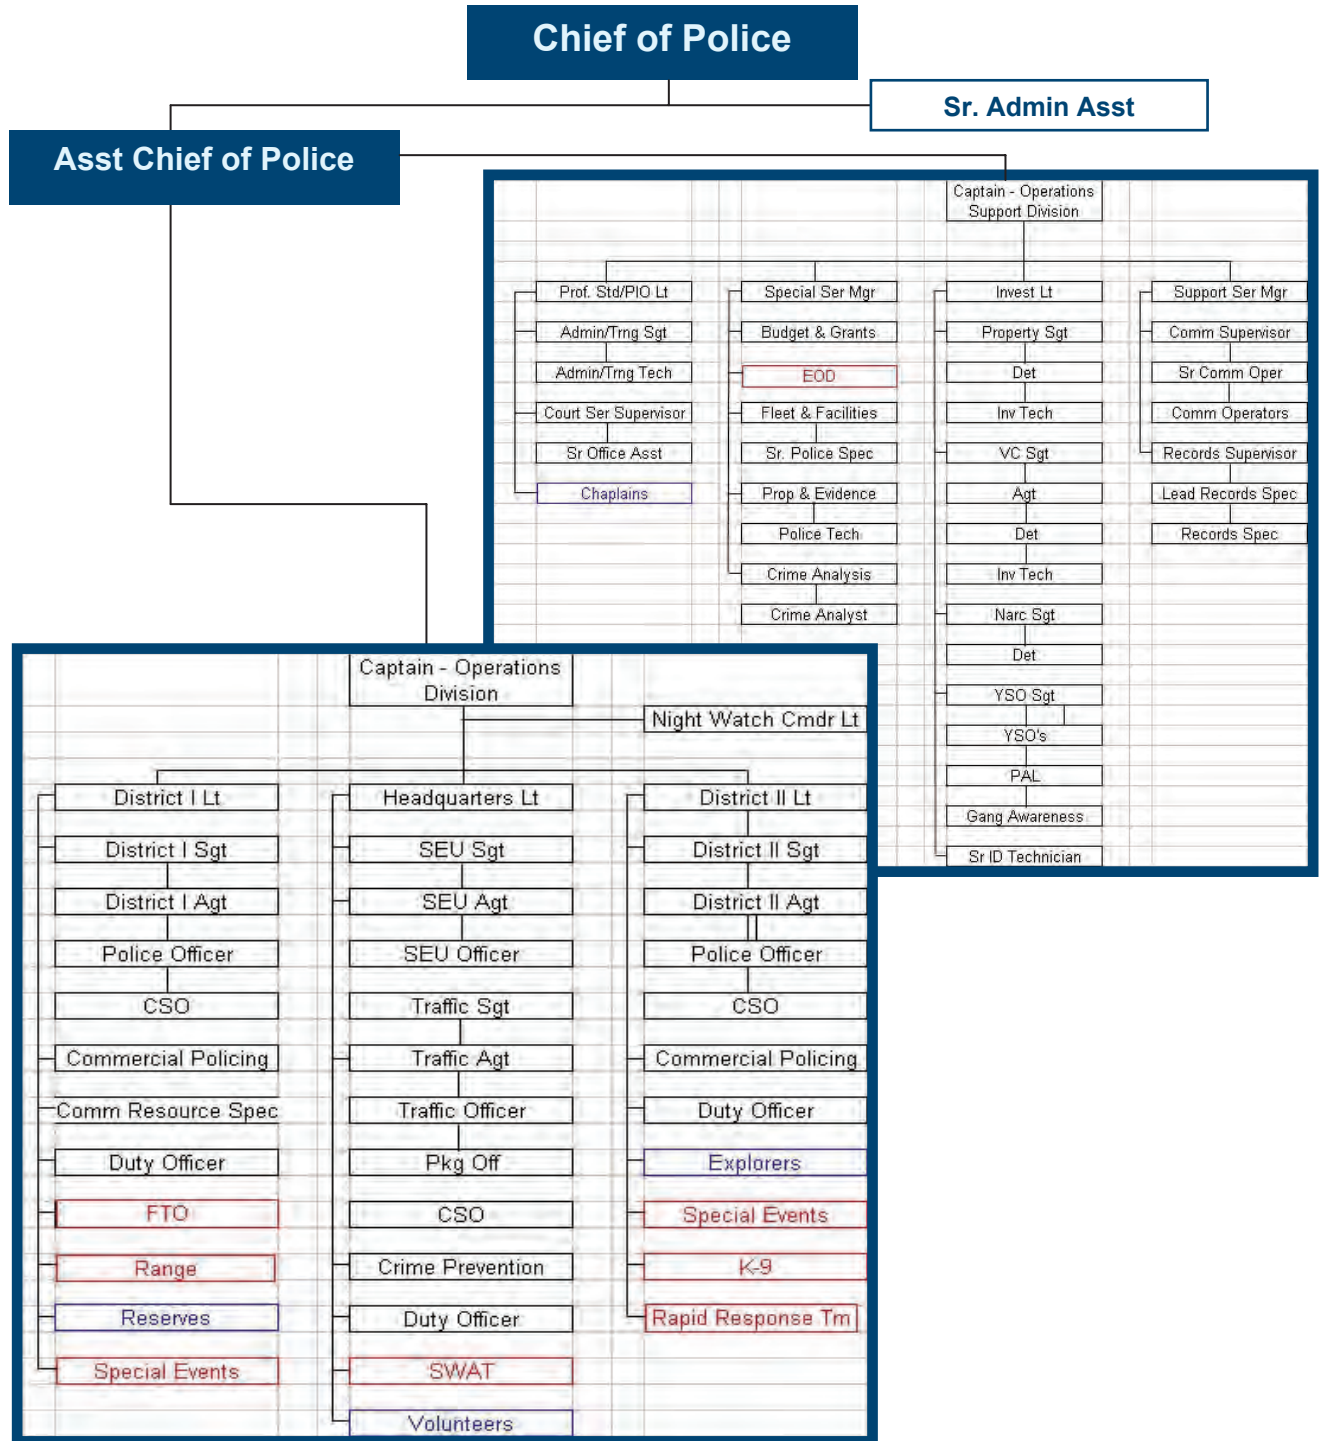 Chief of Police
Sr. Admin Asst
Asst Chief of Police
Captain - Operations
Support Division
Prof. Std/PIO Lt
Admin/Trng Sgt
Admin/Trng Tech
Court Ser Supervisor
Sr Office Asst
Chaplains
Special Ser Mgr
Budget & Grants
EOD
Fleet & Facilities
Sr. Police Spec
Prop & Evidence
Police Tech
Crime Analysis
Crime Analyst
Invest Lt
Property Sgt
Det
Inv Tech
VC Sgt
Agt
Det
Inv Tech
Narc Sgt
Det
YSO Sgt
YSO's
PAL
Gang Awareness
Sr ID Technician
Support Ser Mgr
Comm Supervisor
Sr Comm Oper
Comm Operators
Records Supervisor
Lead Records Spec
Records Spec
Captain - Operations
Division
Night Watch Cmdr Lt
District I Lt
District I Sgt
District I Agt
Police Officer
CSO
Commercial Policing
Comm Resource Spec
Duty Officer
FTO
Range
Reserves
Special Events
Headquarters Lt
SEU Sgt
SEU Agt
SEU Officer
Traffic Sgt
Traffic Agt
Traffic Officer
Pkg Off
CSO
Crime Prevention
Duty Officer
SWAT
Volunteers
District II Lt
District II Sgt
District II Agt
Police Officer
CSO
Commercial Policing
Duty Officer
Explorers
Special Events
K-9
Rapid Response Tm